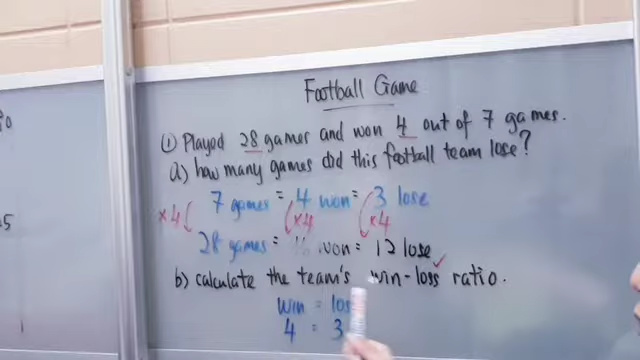 Football Game
① Played 28 games and won 4 out of 7 games.
a) how many games did this football team lose?
7 games = 4 won = 3 lose
×4 ×4 ×4
28 games = won = 12 lose
b) calculate the team's win-loss ratio.
win =
4 = 3